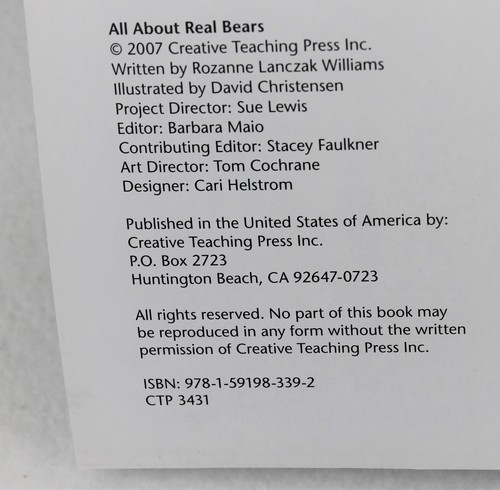 All About Real Bears
© 2007 Creative Teaching Press Inc.
Written by Rozanne Lanczak Williams
Illustrated by David Christensen
Project Director: Sue Lewis
Editor: Barbara Maio
Contributing Editor: Stacey Faulkner
Art Director: Tom Cochrane
Designer: Cari Helstrom
Published in the United States of America by:
Creative Teaching Press Inc.
P.O. Box 2723
Huntington Beach, CA 92647-0723
All rights reserved. No part of this book may
be reproduced in any form without the written
permission of Creative Teaching Press Inc.
ISBN: 978-1-59198-339-2
CTP 3431